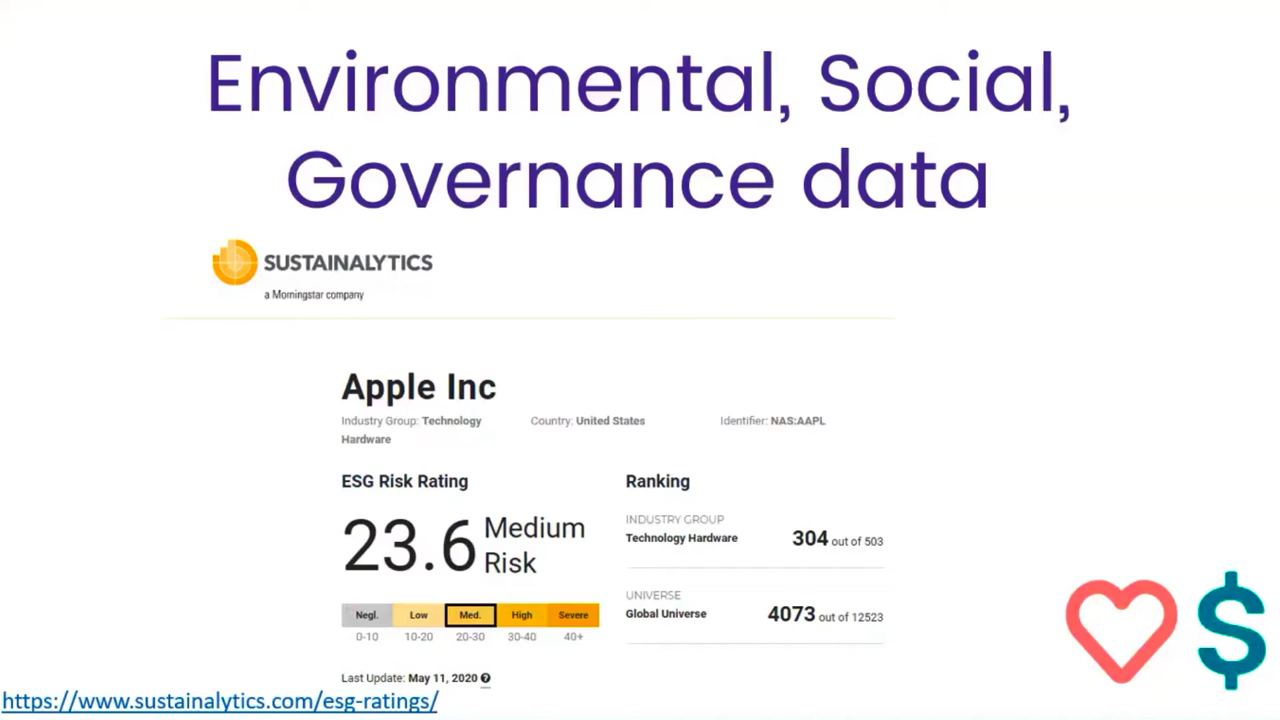 Environmental, Social,
Governance data
SUSTAINALYTICS
a Morningstar company
Apple Inc
Industry Group: Technology
Hardware
Country: United States
Identifier: NAS:AAPL
ESG Risk Rating
23.6 Medium
Risk
Negl. Low Med. High Severe
0-10 10-20 20-30 30-40 40+
Last Update: May 11, 2020 ?
Ranking
INDUSTRY GROUP
Technology Hardware 304 out of 503
UNIVERSE
Global Universe 4073 out of 12523
$
https://www.sustainalytics.com/esg-ratings/